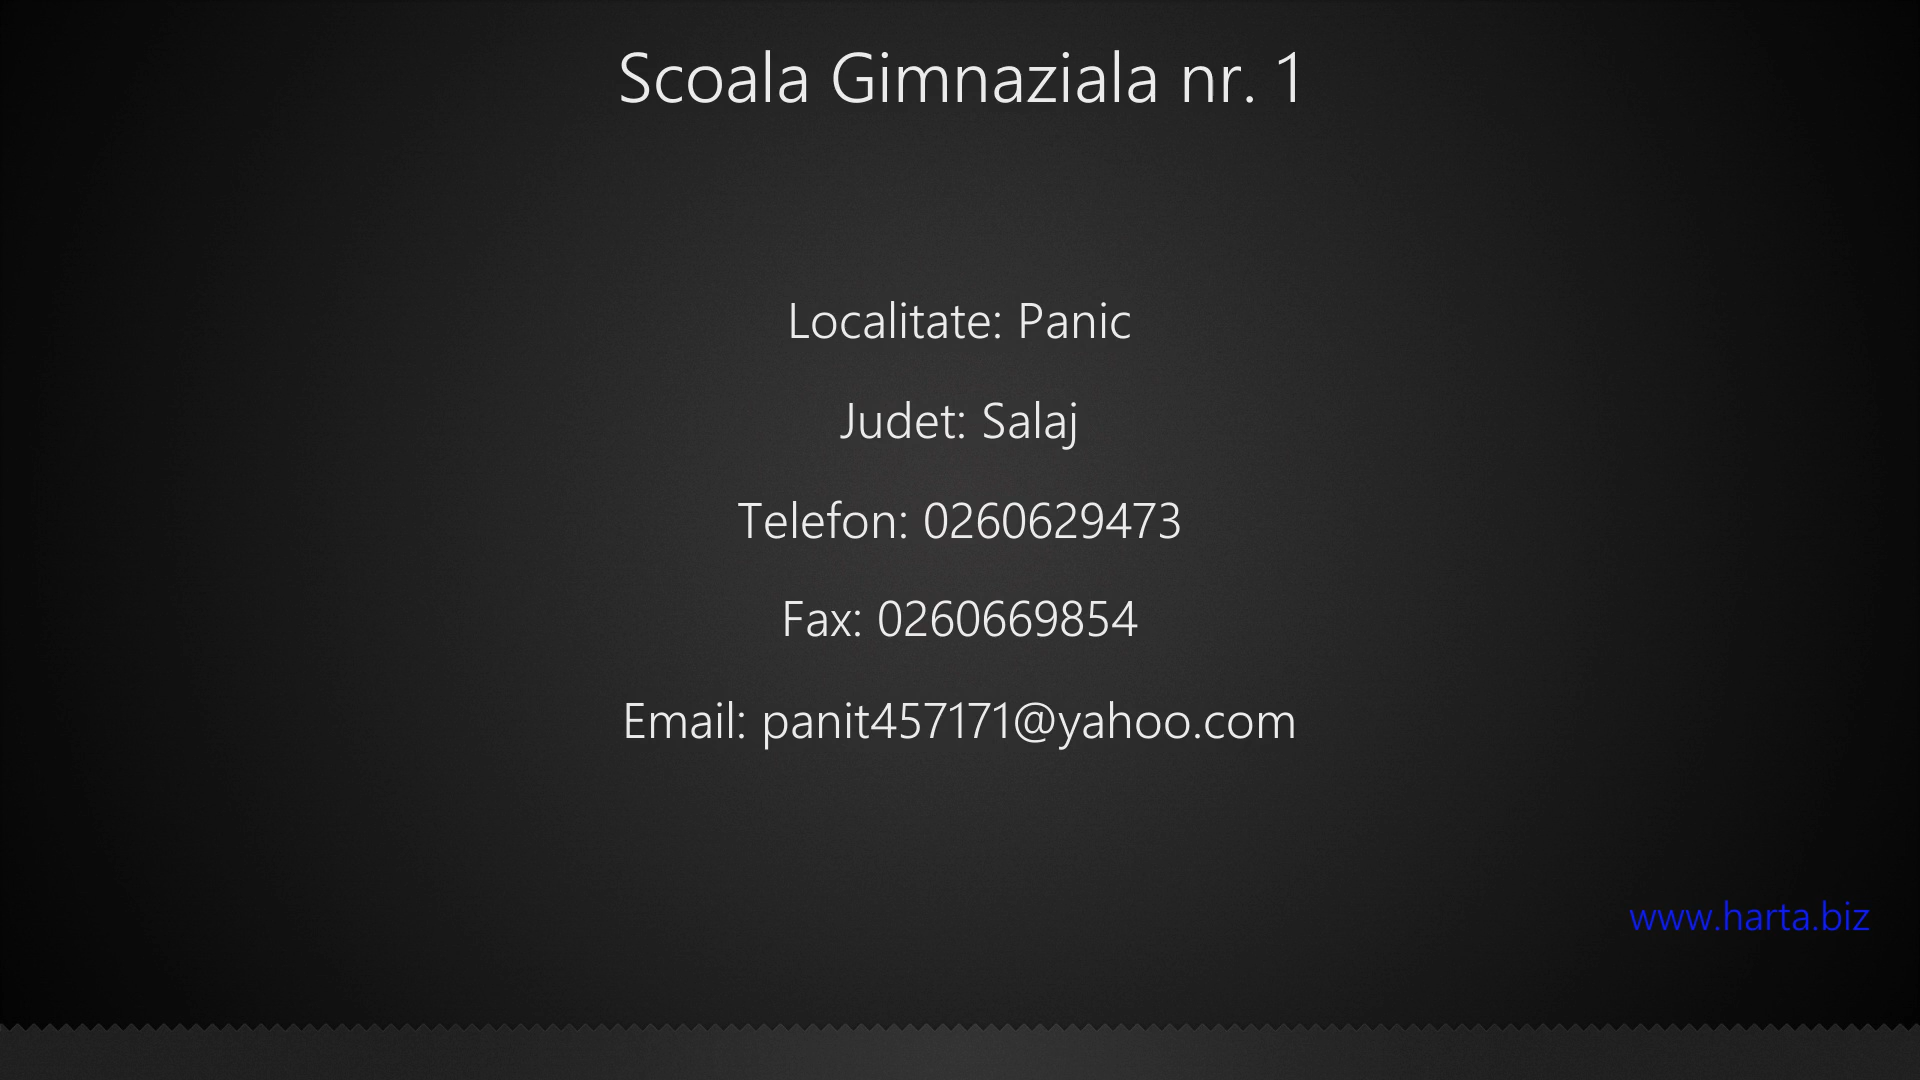 Scoala Gimnaziala nr. 1
Localitate: Panic
Judet: Salaj
Telefon: 0260629473
Fax: 0260669854
Email: panit457171@yahoo.com
www.harta.biz